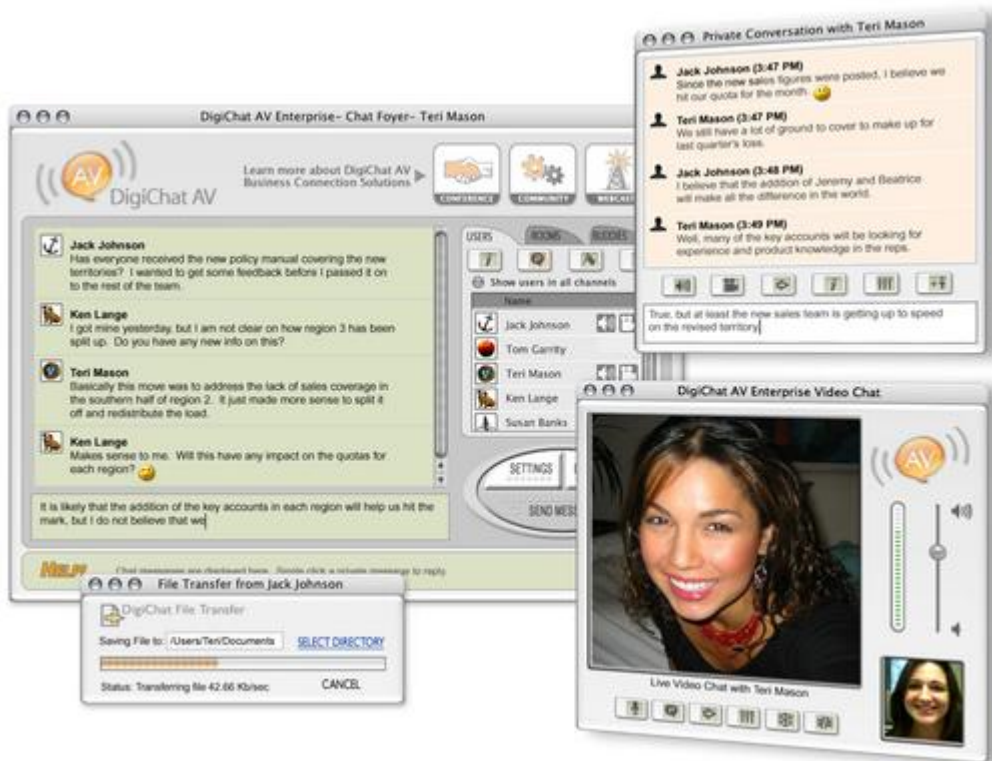 Private Conversation with Teri Mason
Jack Johnson (3:47 PM)
Since the new sales figures were posted, I believe we
hit our quota for the month.
Teri Mason (3:47 PM)
We still have a lot of ground to cover to make up for
last quarter's loss.
Jack Johnson (3:48 PM)
I believe that the addition of Jeremy and Beatrice
will make all the difference in the world.
Teri Mason (3:49 PM)
Well, many of the key accounts will be looking for
experience and product knowledge in the reps.
True, but at least the new sales team is getting up to speed
on the revised territory
DigiChat AV Enterprise- Chat Foyer- Teri Mason
AV
DigiChat AV
Learn more about DigiChat AV
Business Connection Solutions
CONFERENCE
COMMUNITY
WEBCAST
Jack Johnson
Has everyone received the new policy manual covering the new
territories? I wanted to get some feedback before I passed it on
to the rest of the team.
Ken Lange
I got mine yesterday, but I am not clear on how region 3 has been
split up. Do you have any new info on this?
Teri Mason
Basically this move was to address the lack of sales coverage in
the southern half of region 2. It just made more sense to split it
off and redistribute the load.
Ken Lange
Makes sense to me. Will this have any impact on the quotas for
each region?
It is likely that the addition of the key accounts in each region will help us hit the
mark, but I do not believe that we
USERS
ROOMS
BUDDIES
Show users in all channels
Name
Jack Johnson
Tom Garrity
Teri Mason
Ken Lange
Susan Banks
SETTINGS
SEND MESS
HELP?
Chat messages are displayed here. Single click a private message to reply.
File Transfer from Jack Johnson
DigiChat File Transfer
Saving File to: /Users/Teri/Documents SELECT DIRECTORY
Status: Transferring file 42.66 Kb/sec CANCEL
DigiChat AV Enterprise Video Chat
AV
Live Video Chat with Teri Mason